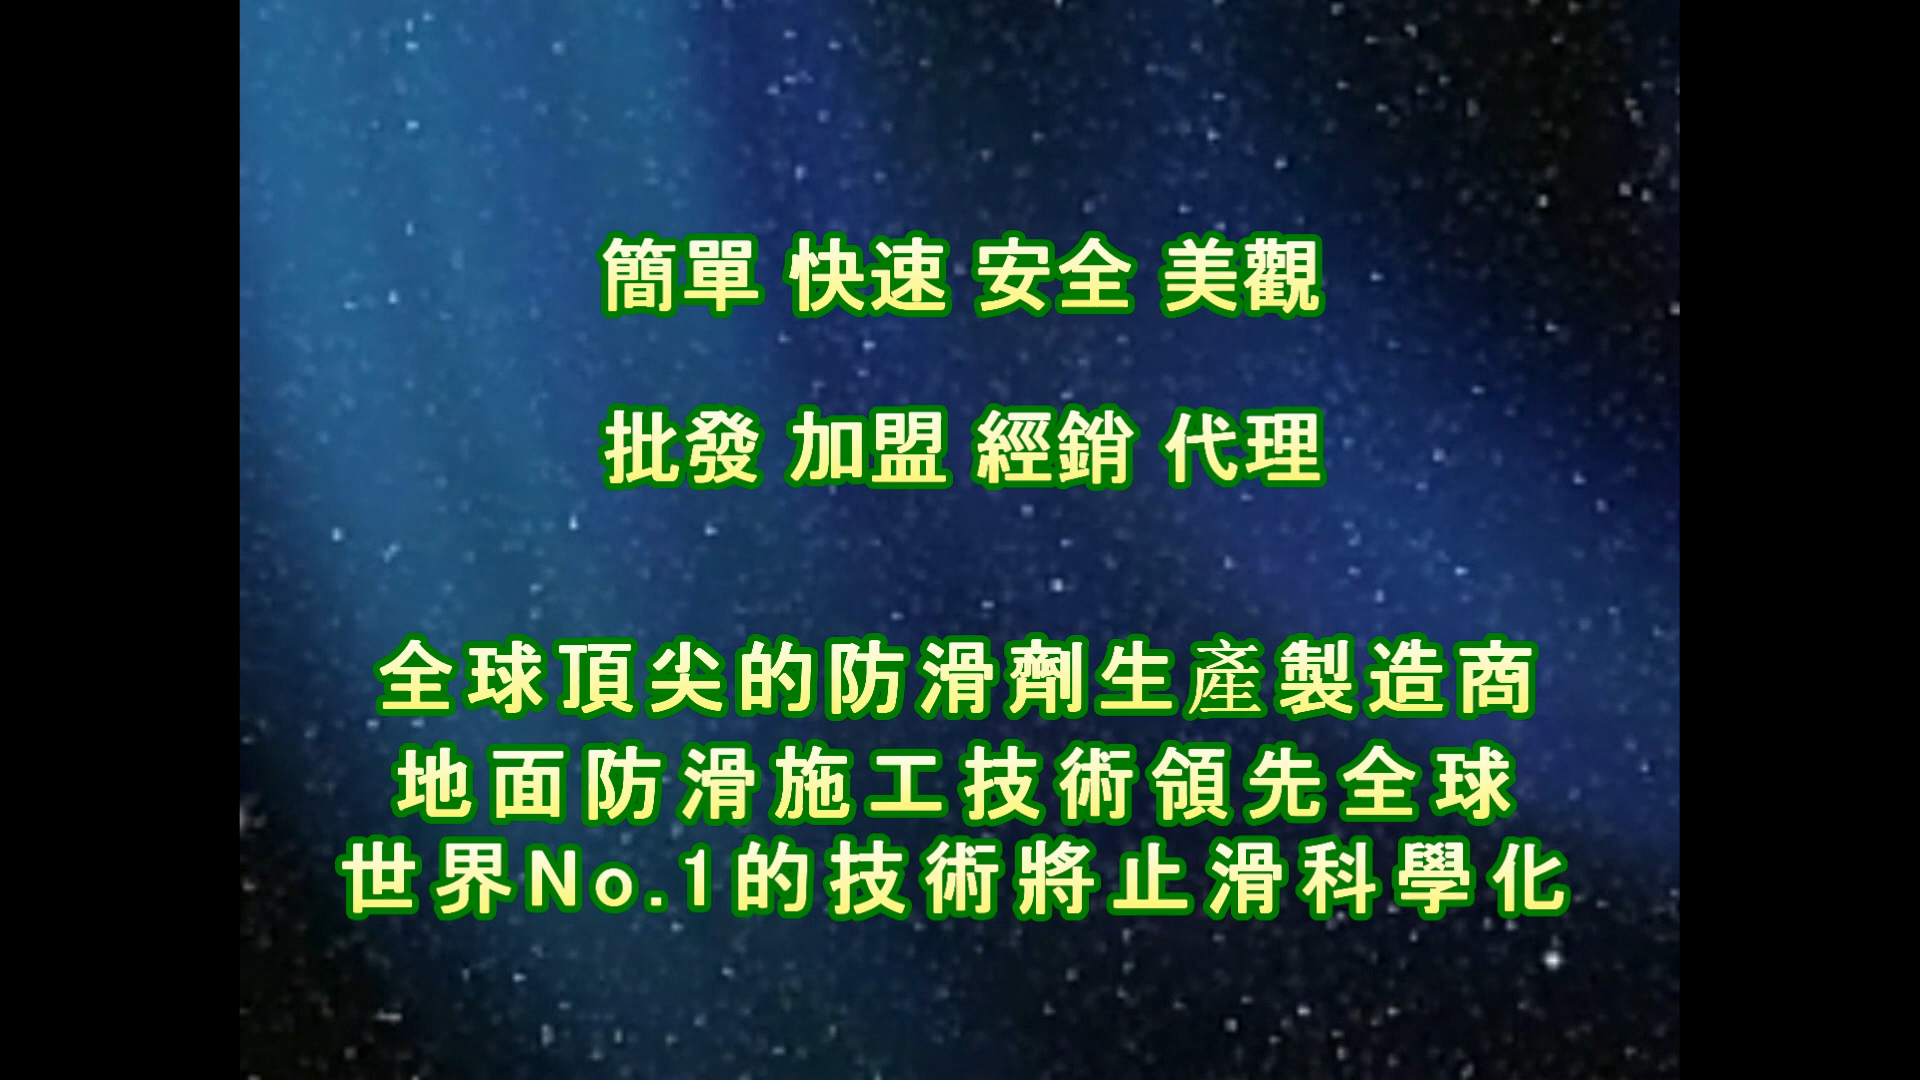 簡單 快速 安全 美觀
批發 加盟 經銷 代理
全球頂尖的防滑劑生產製造商
地面防滑施工技術領先全球
世界No.1的技術將止滑科學化